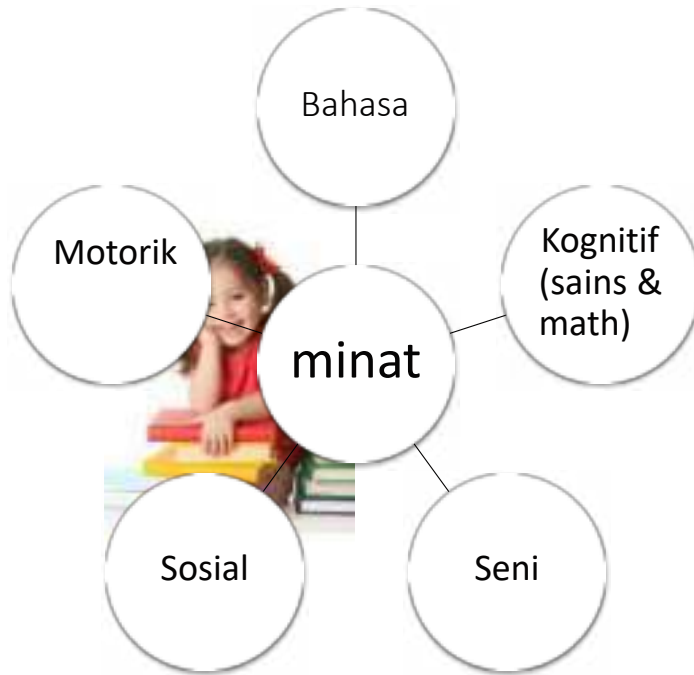 Bahasa
Motorik
Kognitif
(sains &
math)
minat
Sosial
Seni